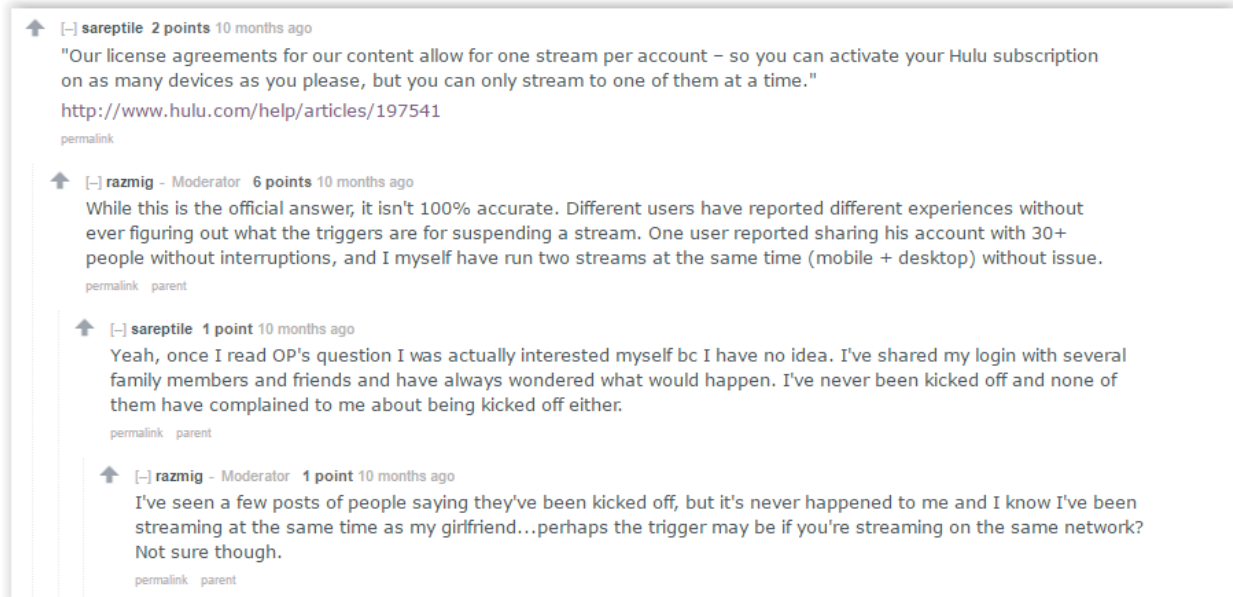 [–] sareptile 2 points 10 months ago
"Our license agreements for our content allow for one stream per account – so you can activate your Hulu subscription
on as many devices as you please, but you can only stream to one of them at a time."
http://www.hulu.com/help/articles/197541
permalink
[–] razmig - Moderator 6 points 10 months ago
While this is the official answer, it isn't 100% accurate. Different users have reported different experiences without
ever figuring out what the triggers are for suspending a stream. One user reported sharing his account with 30+
people without interruptions, and I myself have run two streams at the same time (mobile + desktop) without issue.
permalink parent
[–] sareptile 1 point 10 months ago
Yeah, once I read OP's question I was actually interested myself bc I have no idea. I've shared my login with several
family members and friends and have always wondered what would happen. I've never been kicked off and none of
them have complained to me about being kicked off either.
permalink parent
[–] razmig - Moderator 1 point 10 months ago
I've seen a few posts of people saying they've been kicked off, but it's never happened to me and I know I've been
streaming at the same time as my girlfriend...perhaps the trigger may be if you're streaming on the same network?
Not sure though.
permalink parent